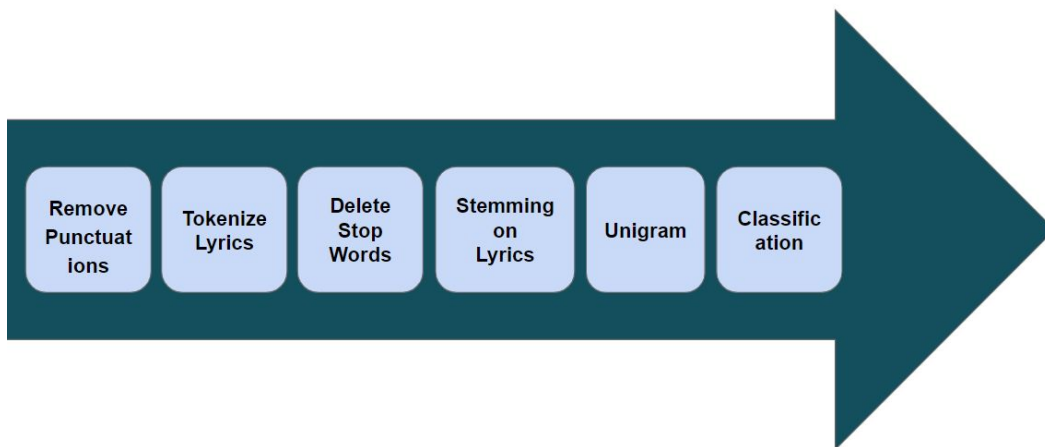 Remove
Punctuat
ions
Tokenize
Lyrics
Delete
Stop
Words
Stemming
on
Lyrics
Unigram
Classific
ation